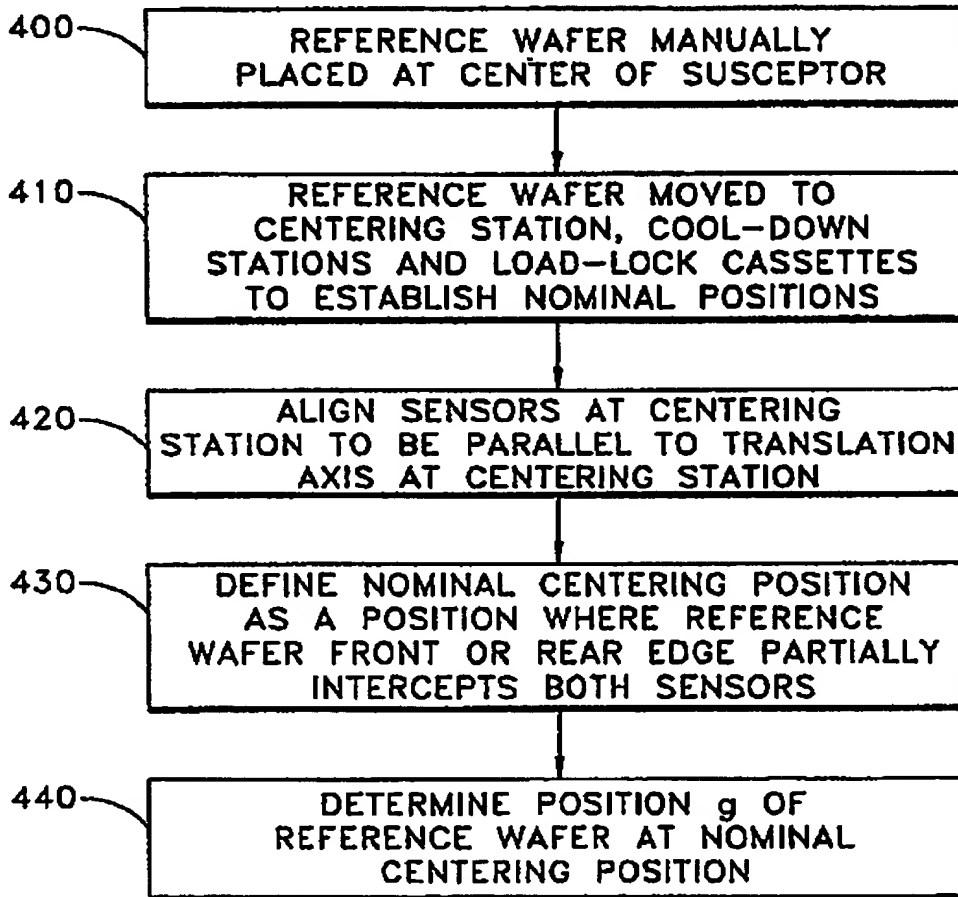 400
REFERENCE WAFER MANUALLY
PLACED AT CENTER OF SUSCEPTOR
410
REFERENCE WAFER MOVED TO
CENTERING STATION, COOL-DOWN
STATIONS AND LOAD-LOCK CASSETTES
TO ESTABLISH NOMINAL POSITIONS
420
ALIGN SENSORS AT CENTERING
STATION TO BE PARALLEL TO TRANSLATION
AXIS AT CENTERING STATION
430
DEFINE NOMINAL CENTERING POSITION
AS A POSITION WHERE REFERENCE
WAFER FRONT OR REAR EDGE PARTIALLY
INTERCEPTS BOTH SENSORS
440
DETERMINE POSITION g OF
REFERENCE WAFER AT NOMINAL
CENTERING POSITION